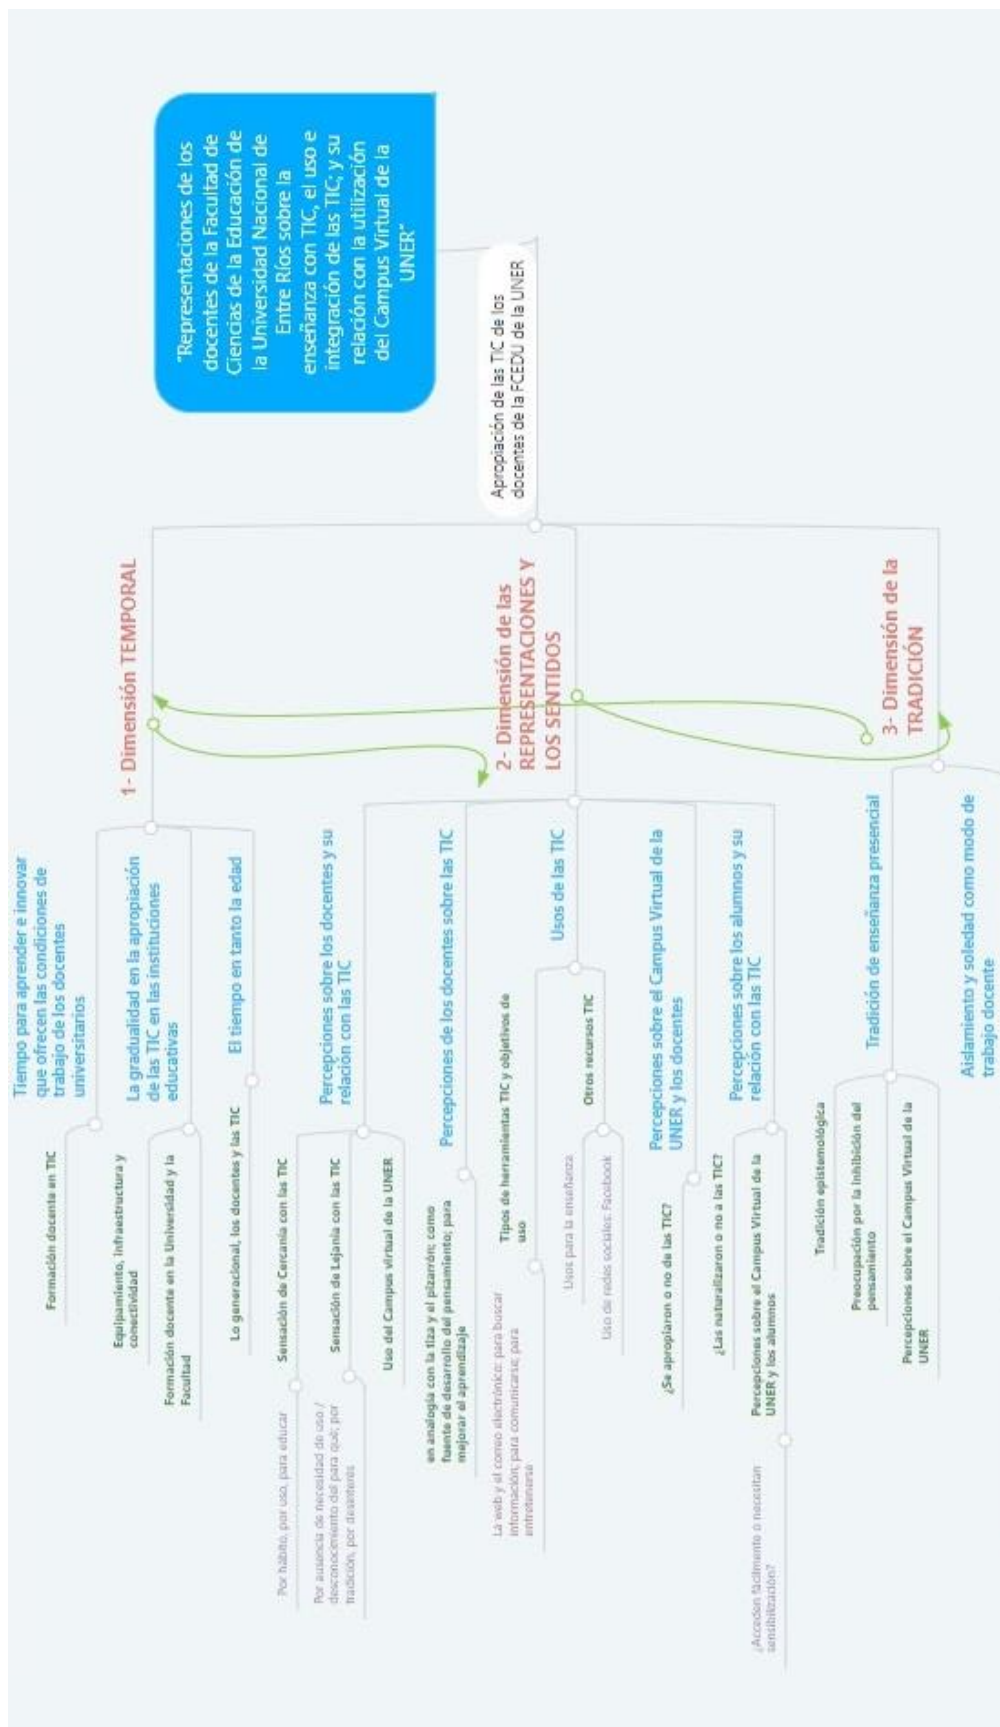 "Representaciones de los
docentes de la Facultad de
Ciencias de la Educación de
la Universidad Nacional de
Entre Ríos sobre la
enseñanza con TIC, el uso e
integración de las TIC; y su
relación con la utilización
del Campus Virtual de la
UNER"
Apropiación de las TIC de los
docentes de la FCEDU de la UNER
1- Dimensión TEMPORAL
Tiempo para aprender e innovar
que ofrecen las condiciones de
trabajo de los docentes
universitarios
Formación docente en TIC
La gradualidad en la apropiación
de las TIC en las instituciones
educativas
Equipamiento, Infraestructura y
conectividad
Formación docente en la Universidad y la
Facultad
El tiempo en tanto la edad
Lo generacional, los docentes y las TIC
2- Dimensión de las
REPRESENTACIONES Y
LOS SENTIDOS
Percepciones sobre los docentes y su
relación con las TIC
Sensación de Cercanía con las TIC
Por hábito, por uso, para educar
Sensación de Lejanía con las TIC
Por ausencia de necesidad de uso /
desconocimiento del para qué; por
tradición, por desinterés
Uso del Campus virtual de la UNER
Percepciones de los docentes sobre las TIC
en analogía con la tiza y el pizarrón; como
fuente de desarrollo del pensamiento; para
mejorar el aprendizaje
Usos de las TIC
Tipos de herramientas TIC y objetivos de
uso
La web y el correo electrónico: para buscar
información; para comunicarse; para
entretenerse
Otros recursos TIC
Usos para la enseñanza
Uso de redes sociales: Facebook
Percepciones sobre el Campus Virtual de la
UNER y los docentes
¿Se apropiaron o no de las TIC?
Percepciones sobre los alumnos y su
relación con las TIC
¿Las naturalizaron o no a las TIC?
Percepciones sobre el Campus Virtual de la
UNER y los alumnos
¿Acceden fácilmente o necesitan
sensibilización?
3- Dimensión de la
TRADICIÓN
Tradición de enseñanza presencial
Tradición epistemológica
Preocupación por la inhibición del
pensamiento
Percepciones sobre el Campus Virtual de la
UNER
Aislamiento y soledad como modo de
trabajo docente